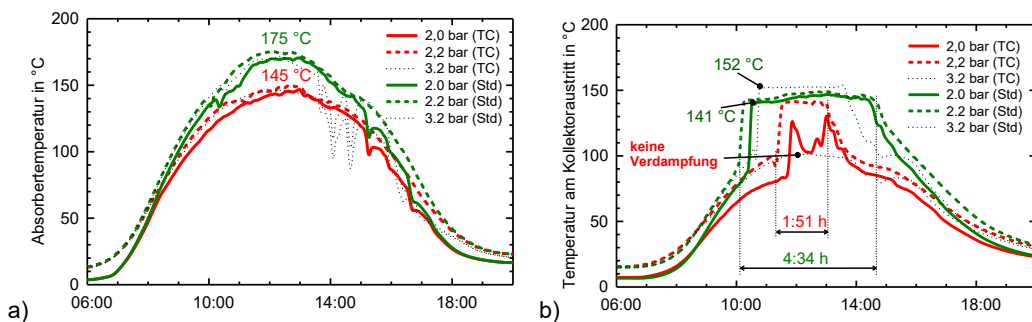 Absorbertemperatur in °C
200
150
100
50
0
06:00
10:00
14:00
18:00
175 °C
145 °C
2,0 bar (TC)
2,2 bar (TC)
3.2 bar (TC)
2.0 bar (Std)
2.2 bar (Std)
3.2 bar (Std)
a)
Temperatur am Kollektoraustritt in °C
200
150
100
50
0
06:00
10:00
14:00
18:00
152 °C
141 °C
keine
Verdampfung
1:51 h
4:34 h
2,0 bar (TC)
2,2 bar (TC)
3.2 bar (TC)
2.0 bar (Std)
2.2 bar (Std)
3.2 bar (Std)
b)